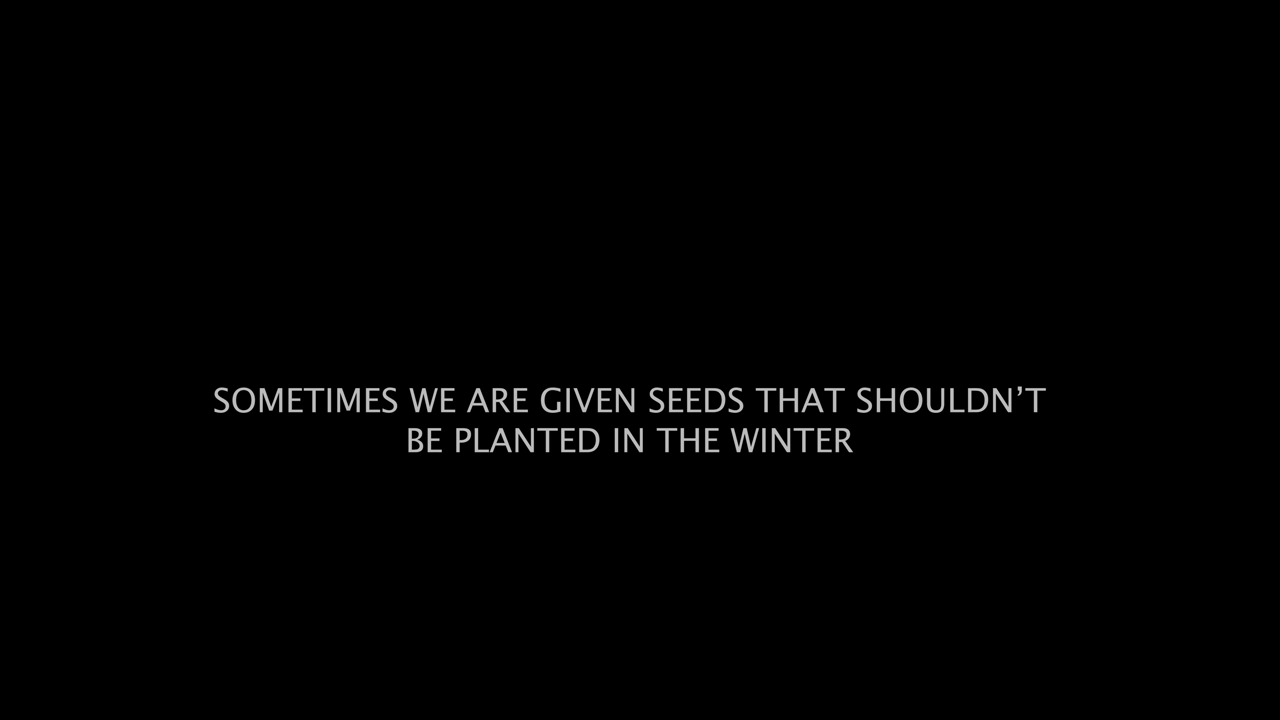 SOMETIMES WE ARE GIVEN SEEDS THAT SHOULDN’T
BE PLANTED IN THE WINTER